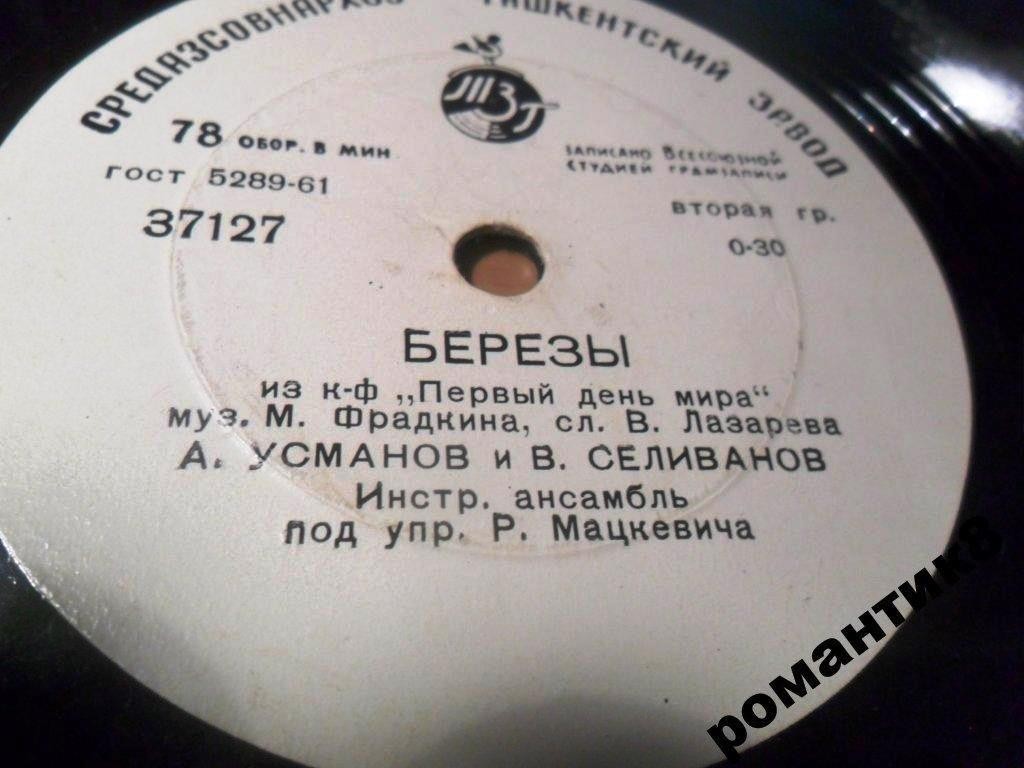 СРЕДАЗСОВНАРХОЗ ТАШКЕНТСКИЙ ЗАВОД
ТЗГ
78 ОБОР. В МИН
ЗАПИСАНО ВСЕСОЮЗНОЙ
СТУДИЕЙ ГРАМЗАПИСИ
ГОСТ 5289-61
вторая гр.
37127
0-30
БЕРЕЗЫ
из к-ф „Первый день мира“
муз. М. Фрадкина, сл. В. Лазарева
А. УСМАНОВ и В. СЕЛИВАНОВ
Инстр. ансамбль
под упр. Р. Мацкевича
романтик8